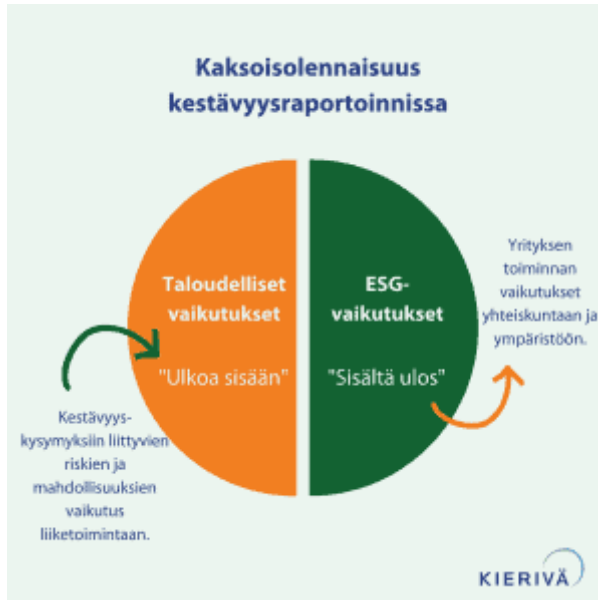 Kaksoisolennaisuus
kestävyysraportoinnissa
Taloudelliset
vaikutukset
"Ulkoa sisään"
ESG-
vaikutukset
"Sisältä ulos"
Yrityksen
toiminnan
vaikutukset
yhteiskuntaan ja
ympäristöön.
Kestävyys-
kysymyksiin liittyvien
riskien ja
mahdollisuuksien
vaikutus
liiketoimintaan.
KIERIVÄ